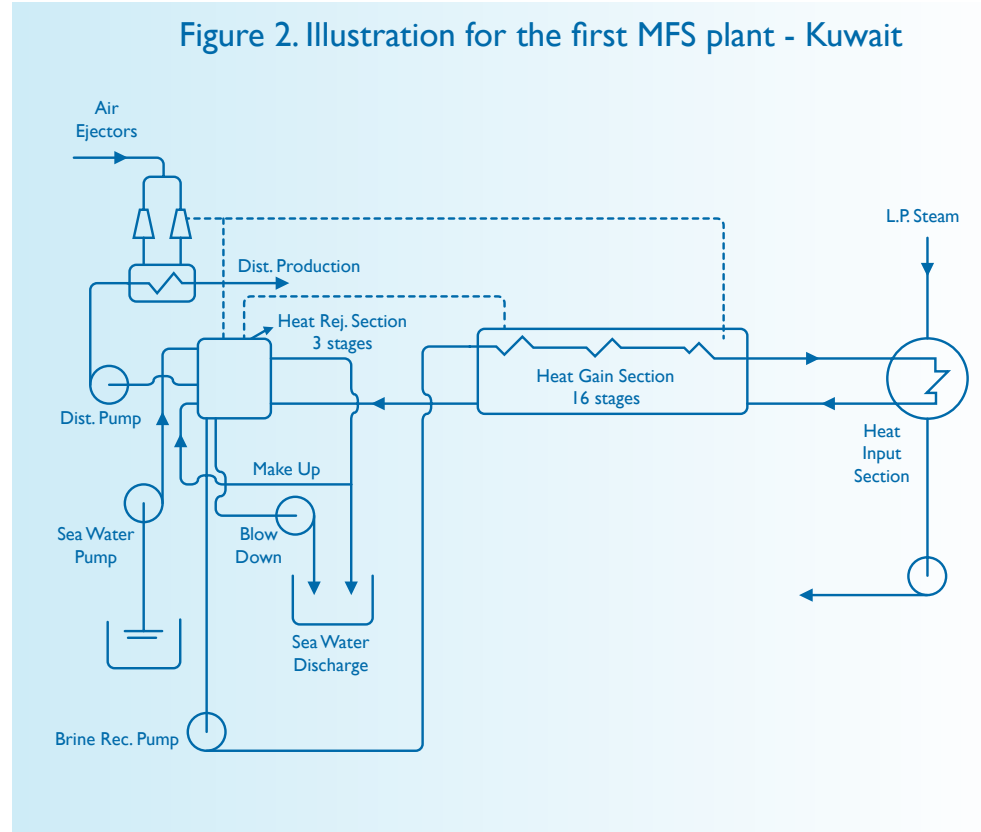 Figure 2. Illustration for the first MFS plant - Kuwait
Air
Ejectors
L.P. Steam
Dist. Production
Heat Rej. Section
3 stages
Heat Gain Section
16 stages
Dist. Pump
Heat
Input
Section
Make Up
Sea Water
Pump
Blow
Down
Sea Water
Discharge
Brine Rec. Pump